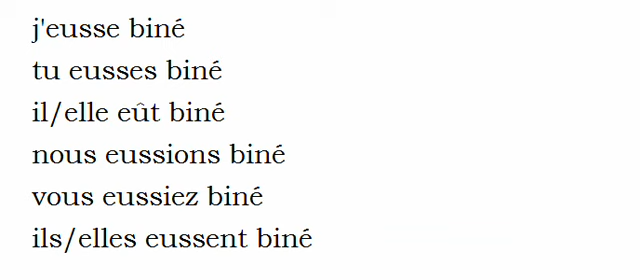 j'eusse biné
tu eusses biné
il/elle eût biné
nous eussions biné
vous eussiez biné
ils/elles eussent biné